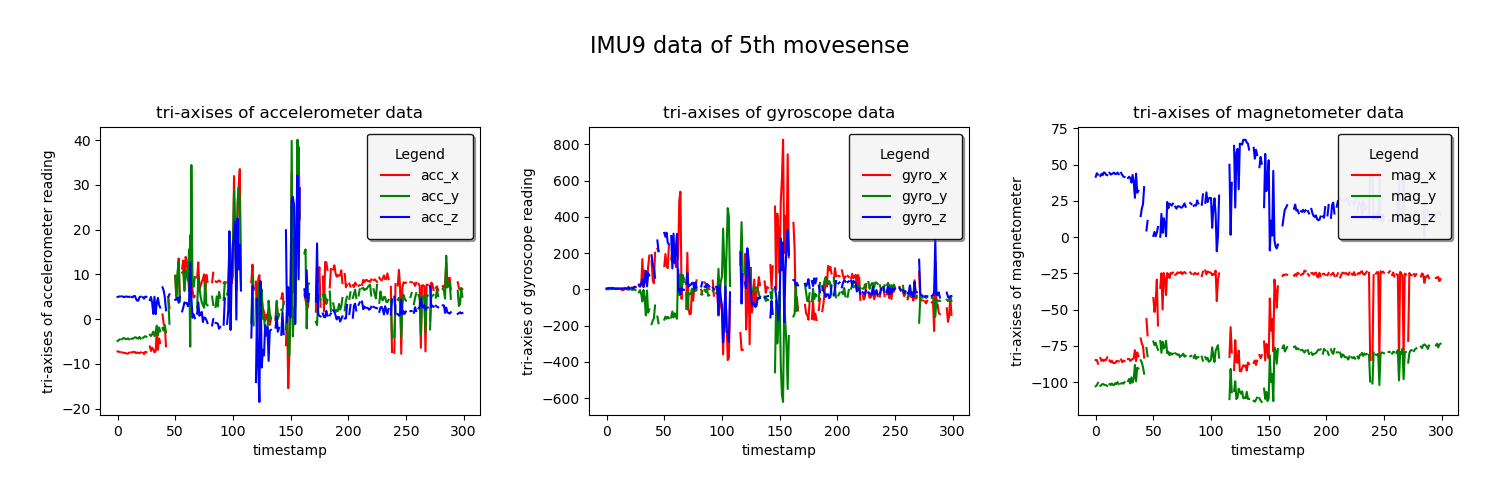 IMU9 data of 5th movesense
tri-axises of accelerometer data
tri-axises of accelerometer reading
40
30
20
10
0
−10
−20
0 50 100 150 200 250 300
timestamp
Legend
acc_x
acc_y
acc_z
tri-axises of gyroscope data
tri-axies of gyroscope reading
800
600
400
200
0
−200
−400
−600
0 50 100 150 200 250 300
timestamp
Legend
gyro_x
gyro_y
gyro_z
tri-axises of magnetometer data
tri-axises of magnetometer
75
50
25
0
−25
−50
−75
−100
0 50 100 150 200 250 300
timestamp
Legend
mag_x
mag_y
mag_z